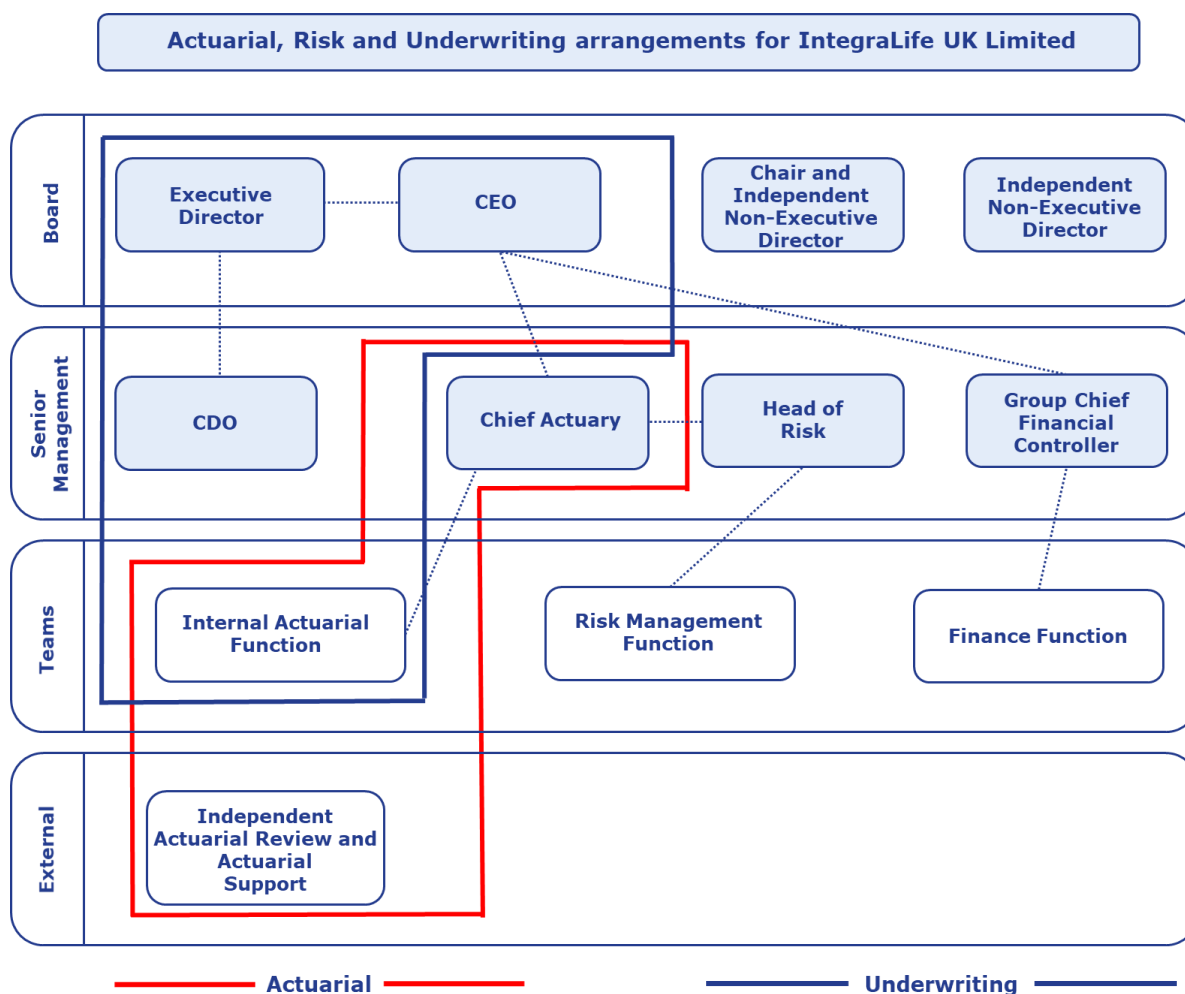 Actuarial, Risk and Underwriting arrangements for IntegraLife UK Limited
Board
Executive
Director
CEO
Chair and
Independent
Non-Executive
Director
Independent
Non-Executive
Director
Senior
Management
CDO
Chief Actuary
Head of
Risk
Group Chief
Financial
Controller
Teams
Internal Actuarial
Function
Risk Management
Function
Finance Function
External
Independent
Actuarial Review and
Actuarial
Support
Actuarial
Underwriting